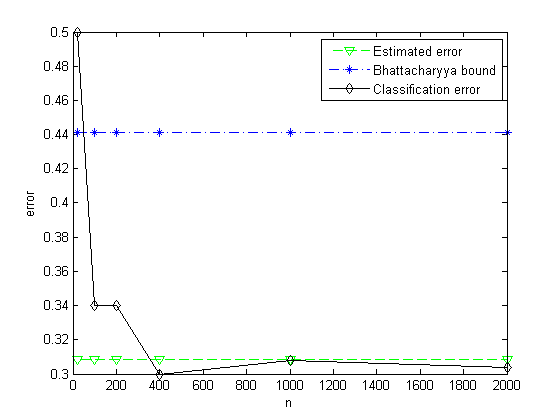 0.5
0.48
0.46
0.44
0.42
0.4
0.38
0.36
0.34
0.32
0.3
error
Estimated error
Bhattacharyya bound
Classification error
0 200 400 600 800 1000 1200 1400 1600 1800 2000
n